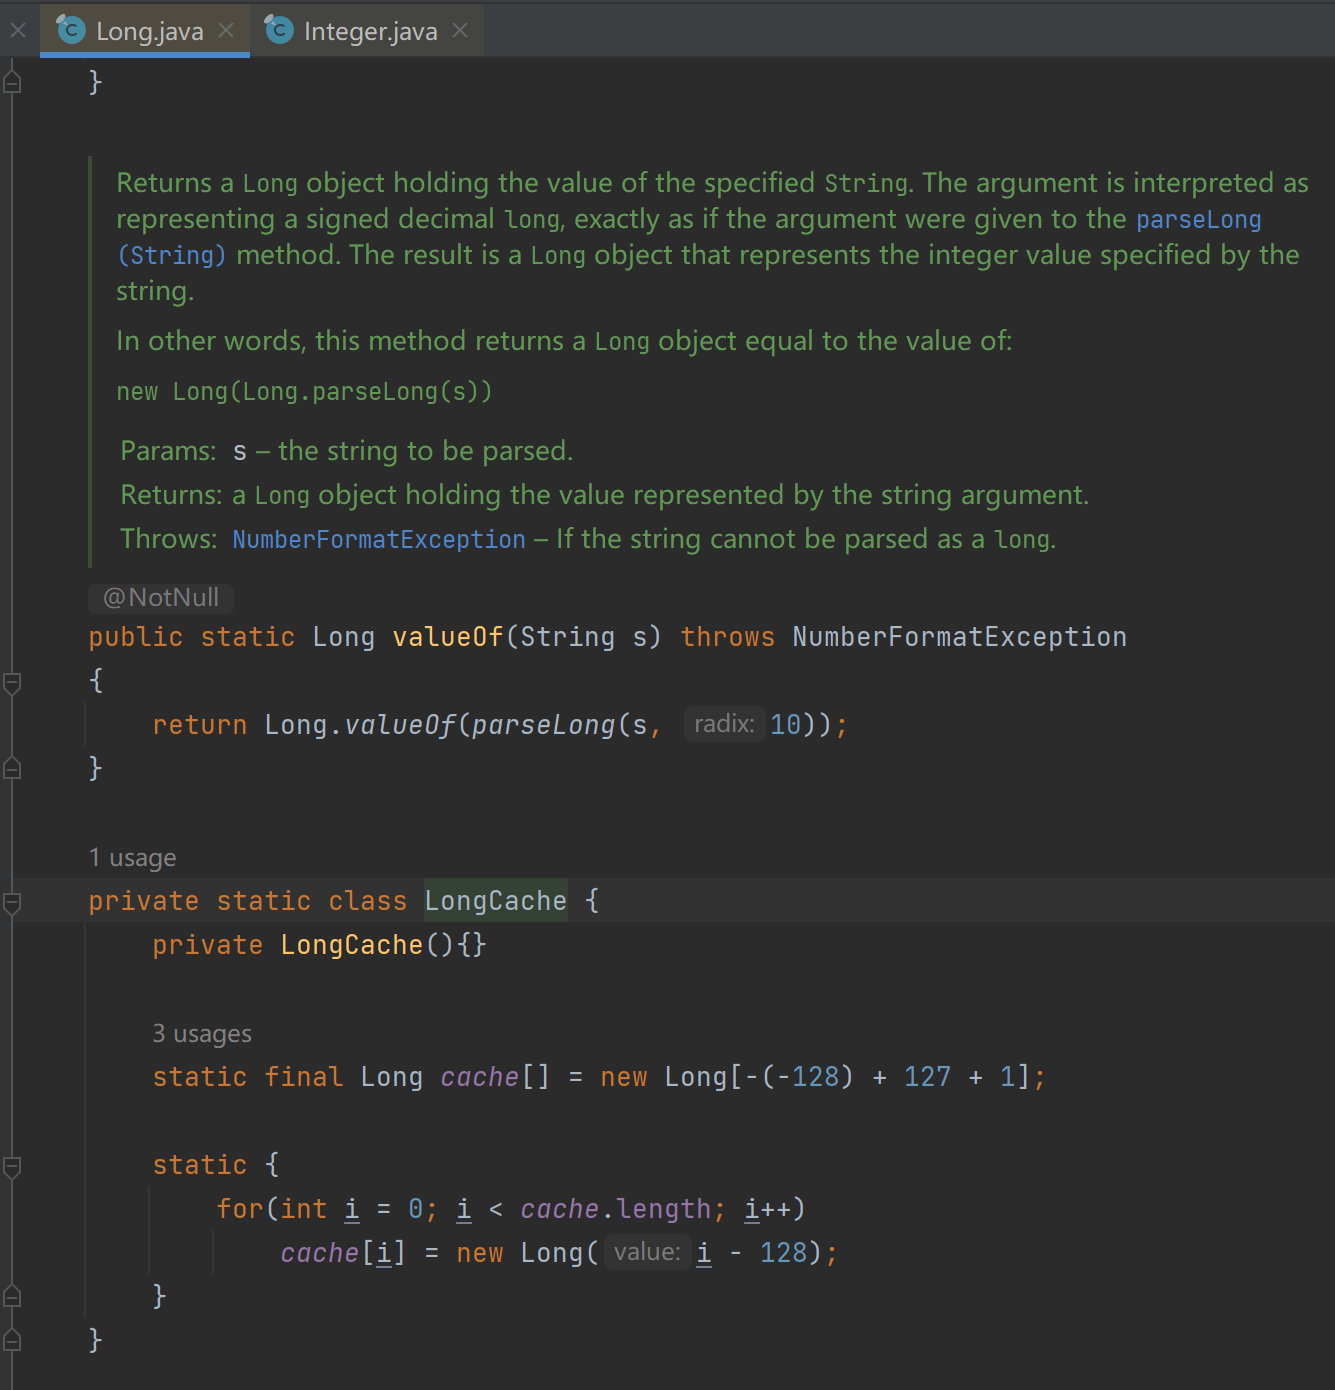 Long.java Integer.java
}
Returns a Long object holding the value of the specified String. The argument is interpreted as
representing a signed decimal long, exactly as if the argument were given to the parseLong
(String) method. The result is a Long object that represents the integer value specified by the
string.
In other words, this method returns a Long object equal to the value of:
new Long(Long.parseLong(s))
Params: s – the string to be parsed.
Returns: a Long object holding the value represented by the string argument.
Throws: NumberFormatException – If the string cannot be parsed as a long.
@NotNull
public static Long valueOf(String s) throws NumberFormatException
{
return Long.valueOf(parseLong(s, radix: 10));
}
1 usage
private static class LongCache {
private LongCache(){}
3 usages
static final Long cache[] = new Long[-(-128) + 127 + 1];
static {
for(int i = 0; i < cache.length; i++)
cache[i] = new Long( value: i - 128);
}
}